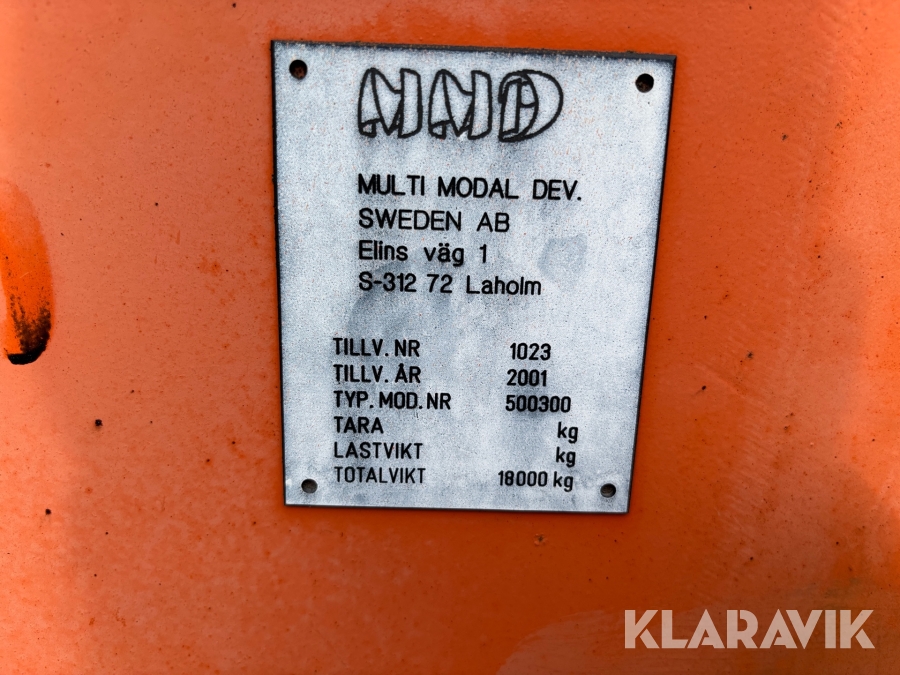 MMD
MULTI MODAL DEV.
SWEDEN AB
Elins väg 1
S-312 72 Laholm
TILLV. NR 1023
TILLV. ÅR 2001
TYP. MOD. NR 500300
TARA kg
LASTVIKT kg
TOTALVIKT 18000 kg
KLARAVIK